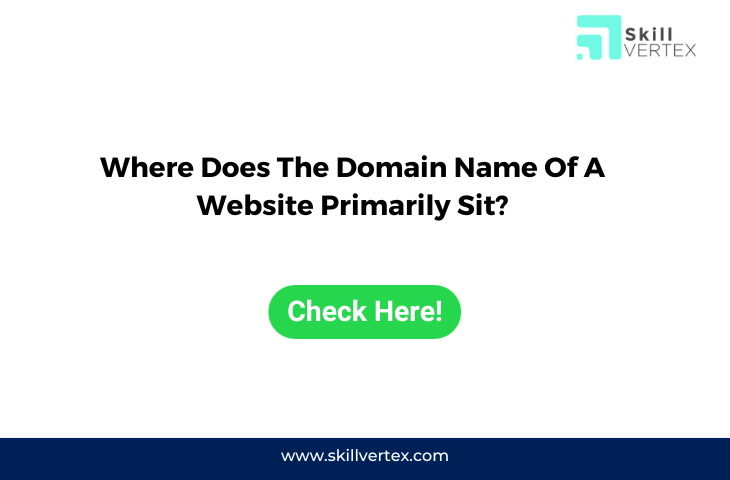 Skill
VERTEX
Where Does The Domain Name Of A
Website Primarily Sit?
Check Here!
www.skillvertex.com